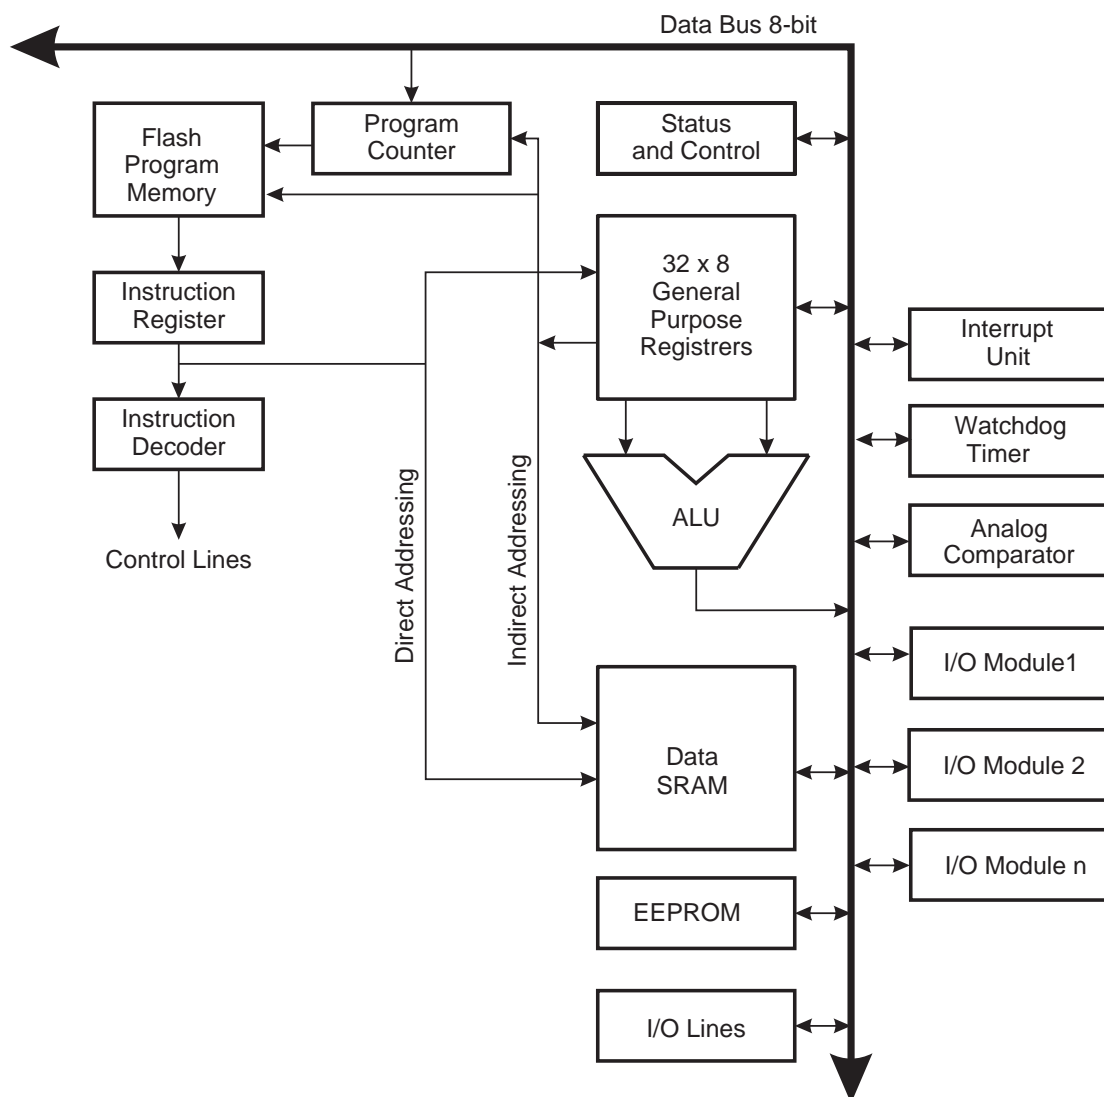 Data Bus 8-bit
Flash
Program
Memory
Program
Counter
Status
and Control
32 x 8
General
Purpose
Registrers
Instruction
Register
Interrupt
Unit
Instruction
Decoder
Watchdog
Timer
ALU
Analog
Comparator
Control Lines
Direct Addressing
Indirect Addressing
I/O Module1
Data
SRAM
I/O Module 2
I/O Module n
EEPROM
I/O Lines